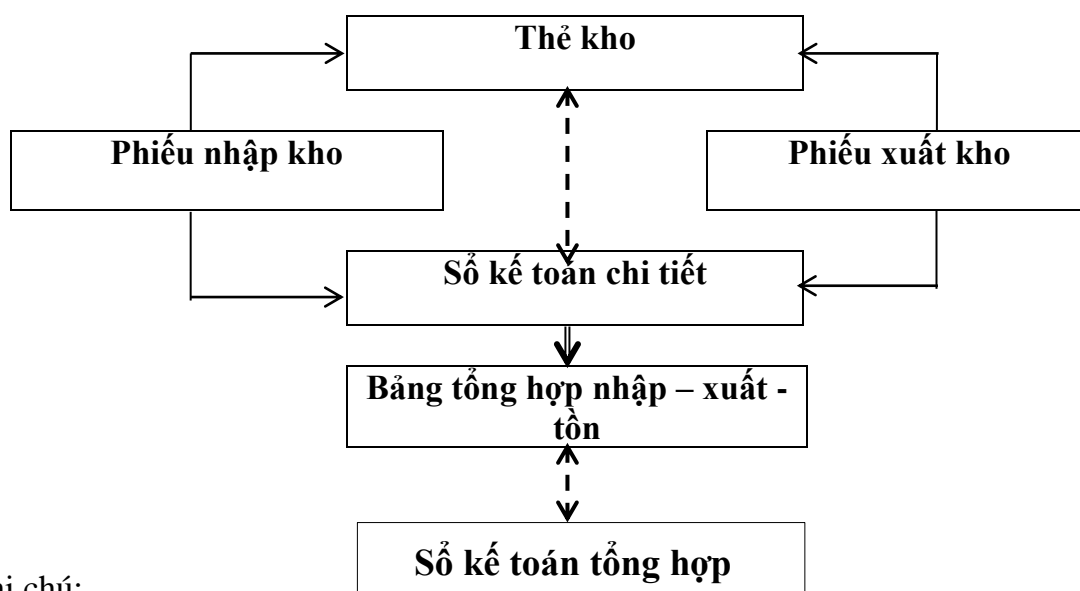 Thẻ kho
Phiếu nhập kho
Phiếu xuất kho
Sổ kế toán chi tiết
Bảng tổng hợp nhập – xuất -
tồn
Sổ kế toán tổng hợp
chú: